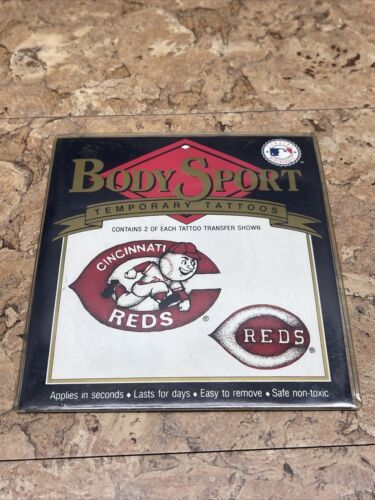 BODY SPORT
TEMPORARY TATTOOS
CONTAINS 2 OF EACH TATTOO TRANSFER SHOWN
CINCINNATI
REDS
®
REDS
®
Applies in seconds ♦ Lasts for days ♦ Easy to remove ♦ Safe non-toxic